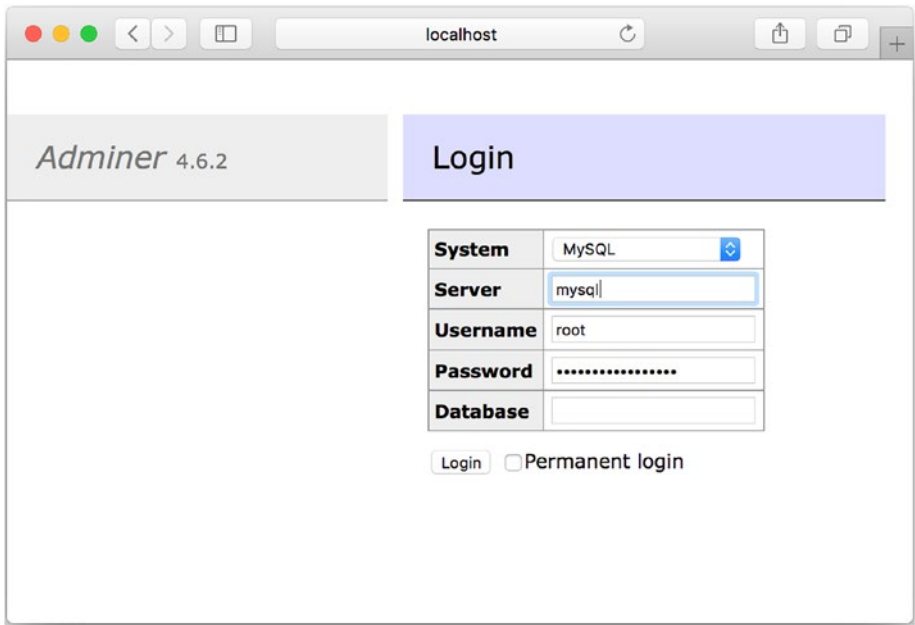 localhost
Adminer 4.6.2
Login
System MySQL
Server mysql
Username root
Password •••••••••••••••••
Database
Login Permanent login